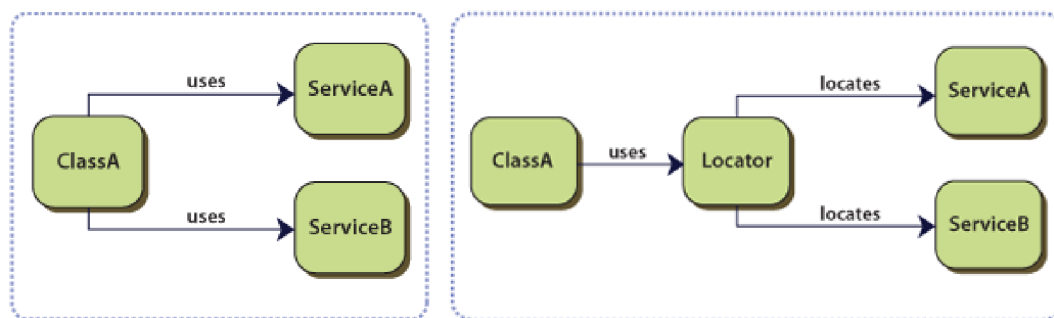 uses
ServiceA
ClassA
uses
ServiceB
locates
ServiceA
ClassA
uses
Locator
locates
ServiceB